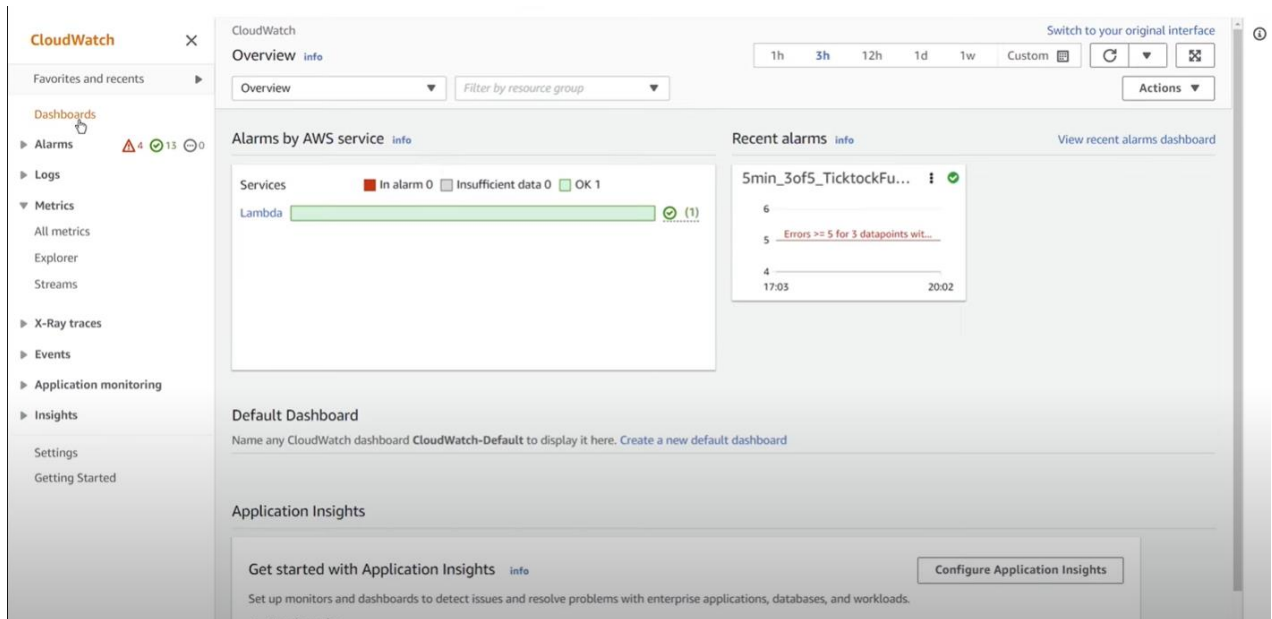 CloudWatch
Favorites and recents
Dashboards
Alarms 4 13 0
Logs
Metrics
All metrics
Explorer
Streams
X-Ray traces
Events
Application monitoring
Insights
Settings
Getting Started
CloudWatch
Switch to your original interface
Overview info
1h 3h 12h 1d 1w Custom
Overview
Filter by resource group
Actions
Alarms by AWS service info
Services In alarm 0 Insufficient data 0 OK 1
Lambda (1)
Recent alarms info
View recent alarms dashboard
5min_3of5_TicktockFu...
6
5 Errors >= 5 for 3 datapoints wit...
4
17:03 20:02
Default Dashboard
Name any CloudWatch dashboard CloudWatch-Default to display it here. Create a new default dashboard
Application Insights
Get started with Application Insights info
Configure Application Insights
Set up monitors and dashboards to detect issues and resolve problems with enterprise applications, databases, and workloads.